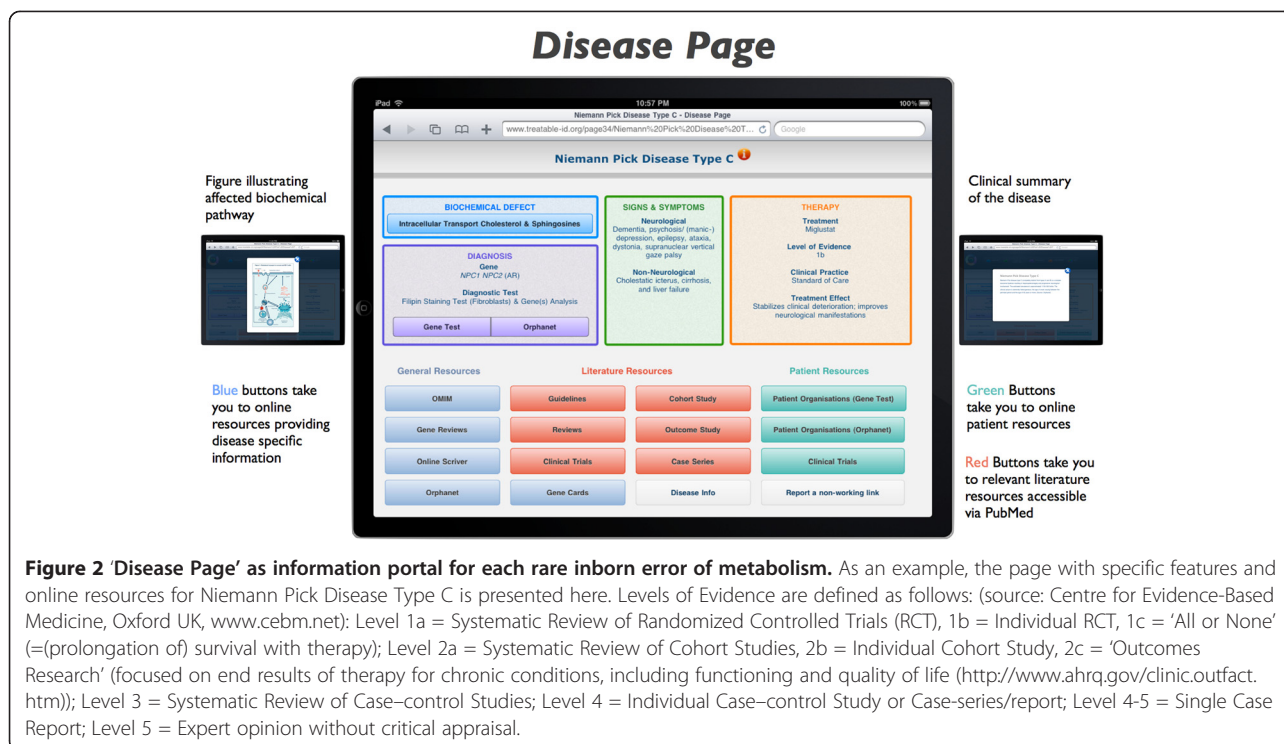 Disease Page
iPad
10:57 PM
100%
Niemann Pick Disease Type C - Disease Page
www.treatable-id.org/page34/Niemann%20Pick%20Disease%20T...
Google
Niemann Pick Disease Type C
Figure illustrating
affected biochemical
pathway
Blue buttons take
you to online
resources providing
disease specific
information
BIOCHEMICAL DEFECT
Intracellular Transport Cholesterol & Sphingosines
DIAGNOSIS
Gene
NPC1 NPC2 (AR)
Diagnostic Test
Filipin Staining Test (Fibroblasts) & Gene(s) Analysis
Gene Test
Orphanet
SIGNS & SYMPTOMS
Neurological
Dementia, psychosis/ (manic-)
depression, epilepsy, ataxia,
dystonia, supranuclear vertical
gaze palsy
Non-Neurological
Cholestatic icterus, cirrhosis,
and liver failure
THERAPY
Treatment
Miglustat
Level of Evidence
1b
Clinical Practice
Standard of Care
Treatment Effect
Stabilizes clinical deterioration; improves
neurological manifestations
General Resources
Literature Resources
Patient Resources
OMIM
Guidelines
Cohort Study
Patient Organisations (Gene Test)
Gene Reviews
Reviews
Outcome Study
Patient Organisations (Orphanet)
Online Scriver
Clinical Trials
Case Series
Clinical Trials
Orphanet
Gene Cards
Disease Info
Report a non-working link
Clinical summary
of the disease
Green Buttons
take you to online
patient resources
Red Buttons take you
to relevant literature
resources accessible
via PubMed
Figure 2 'Disease Page' as information portal for each rare inborn error of metabolism. As an example, the page with specific features and
online resources for Niemann Pick Disease Type C is presented here. Levels of Evidence are defined as follows: (source: Centre for Evidence-Based
Medicine, Oxford UK, www.cebm.net): Level 1a = Systematic Review of Randomized Controlled Trials (RCT), 1b = Individual RCT, 1c = 'All or None'
(=(prolongation of) survival with therapy); Level 2a = Systematic Review of Cohort Studies, 2b = Individual Cohort Study, 2c = 'Outcomes
Research' (focused on end results of therapy for chronic conditions, including functioning and quality of life (http://www.ahrq.gov/clinic.outfact.
htm)); Level 3 = Systematic Review of Case–control Studies; Level 4 = Individual Case–control Study or Case-series/report; Level 4-5 = Single Case
Report; Level 5 = Expert opinion without critical appraisal.